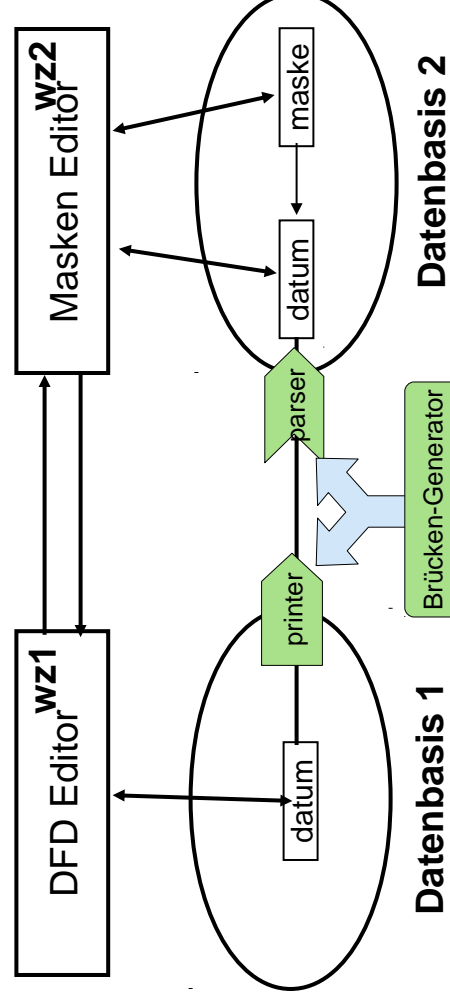 wz1
DFD Editor
wz2
Masken Editor
datum
printer
parser
datum
maske
Datenbasis 1
Brücken-Generator
Datenbasis 2